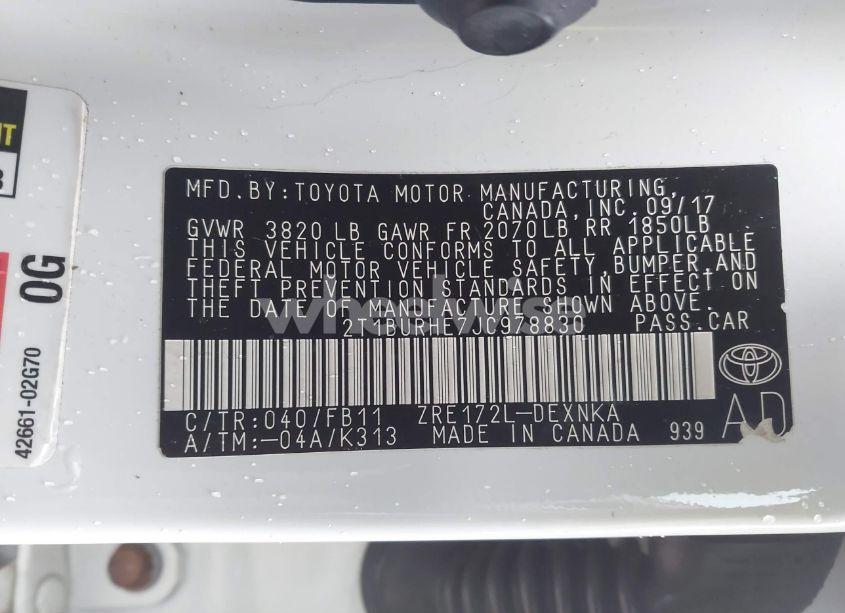 MFD.BY:TOYOTA MOTOR MANUFACTURING,
CANADA,INC. 09/17
GVWR 3820 LB GAWR FR 2070LB RR 1850LB
THIS VEHICLE CONFORMS TO ALL APPLICABLE
FEDERAL MOTOR VEHICLE SAFETY,BUMPER,AND
THEFT PREVENTION STANDARDS IN EFFECT ON
THE DATE OF MANUFACTURE SHOWN ABOVE.
PASS.CAR
C/TR:040/FB11 ZRE172L-DEXNKA
A/TM:-04A/K313 MADE IN CANADA 939
AD
0G
42661-02G70